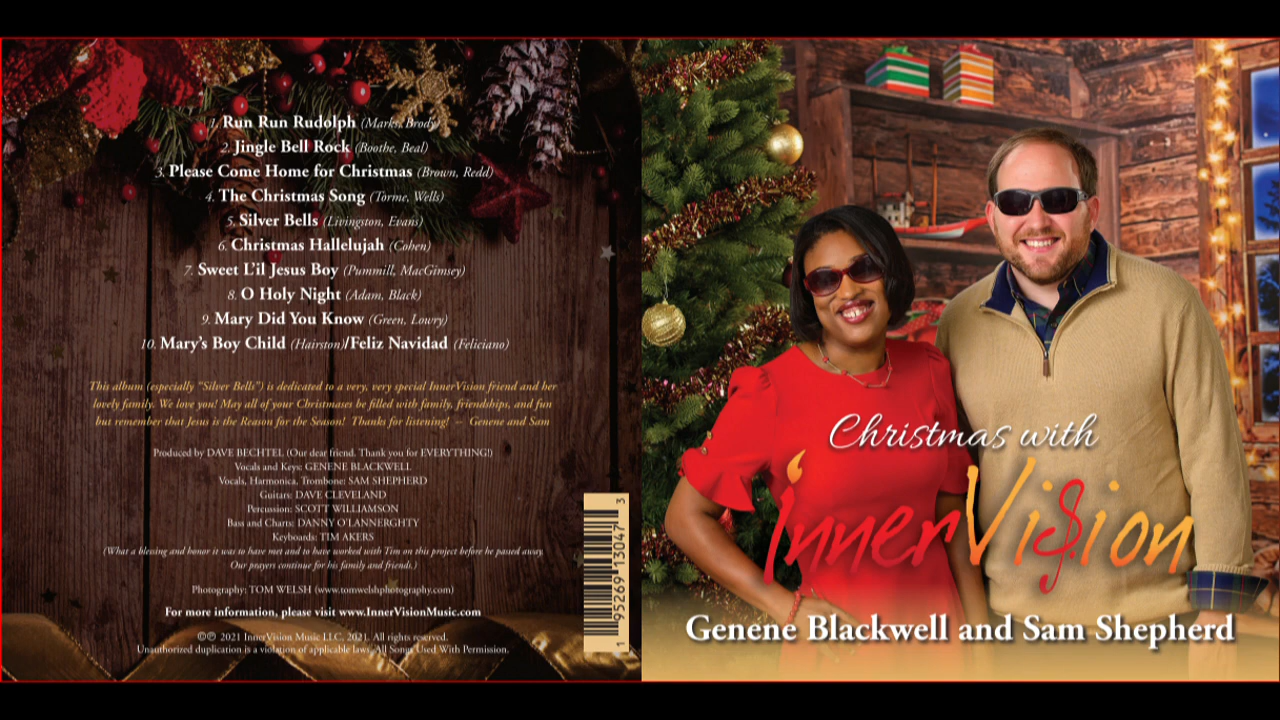 1. Run Run Rudolph (Marks, Brody)
2. Jingle Bell Rock (Boothe, Beal)
3. Please Come Home for Christmas (Brown, Redd)
4. The Christmas Song (Torme, Wells)
5. Silver Bells (Livingston, Evans)
6. Christmas Hallelujah (Cohen)
7. Sweet L'il Jesus Boy (Pummill, MacGimsey)
8. O Holy Night (Adam, Black)
9. Mary Did You Know (Green, Lowry)
10. Mary's Boy Child (Hairston)/Feliz Navidad (Feliciano)
This album (especially "Silver Bells") is dedicated to a very, very special InnerVision friend and her
lovely family. We love you! May all of your Christmases be filled with family, friendships, and fun
but remember that Jesus is the Reason for the Season! Thanks for listening! -- Genene and Sam
Produced by DAVE BECHTEL (Our dear friend. Thank you for EVERYTHING!)
Vocals and Keys: GENENE BLACKWELL
Vocals, Harmonica, Trombone: SAM SHEPHERD
Guitars: DAVE CLEVELAND
Percussion: SCOTT WILLIAMSON
Bass and Charts: DANNY O'LANNERGHTY
Keyboards: TIM AKERS
(What a blessing and honor it was to have met and to have worked with Tim on this project before he passed away.
Our prayers continue for his family and friends.)
Photography: TOM WELSH (www.tomwelshphotography.com)
For more information, please visit www.InnerVisionMusic.com
©℗ 2021 InnerVision Music LLC, 2021. All rights reserved.
Unauthorized duplication is a violation of applicable laws. All Songs Used With Permission.
1 95269 13047 3
Christmas with
InnerVision
Genene Blackwell and Sam Shepherd